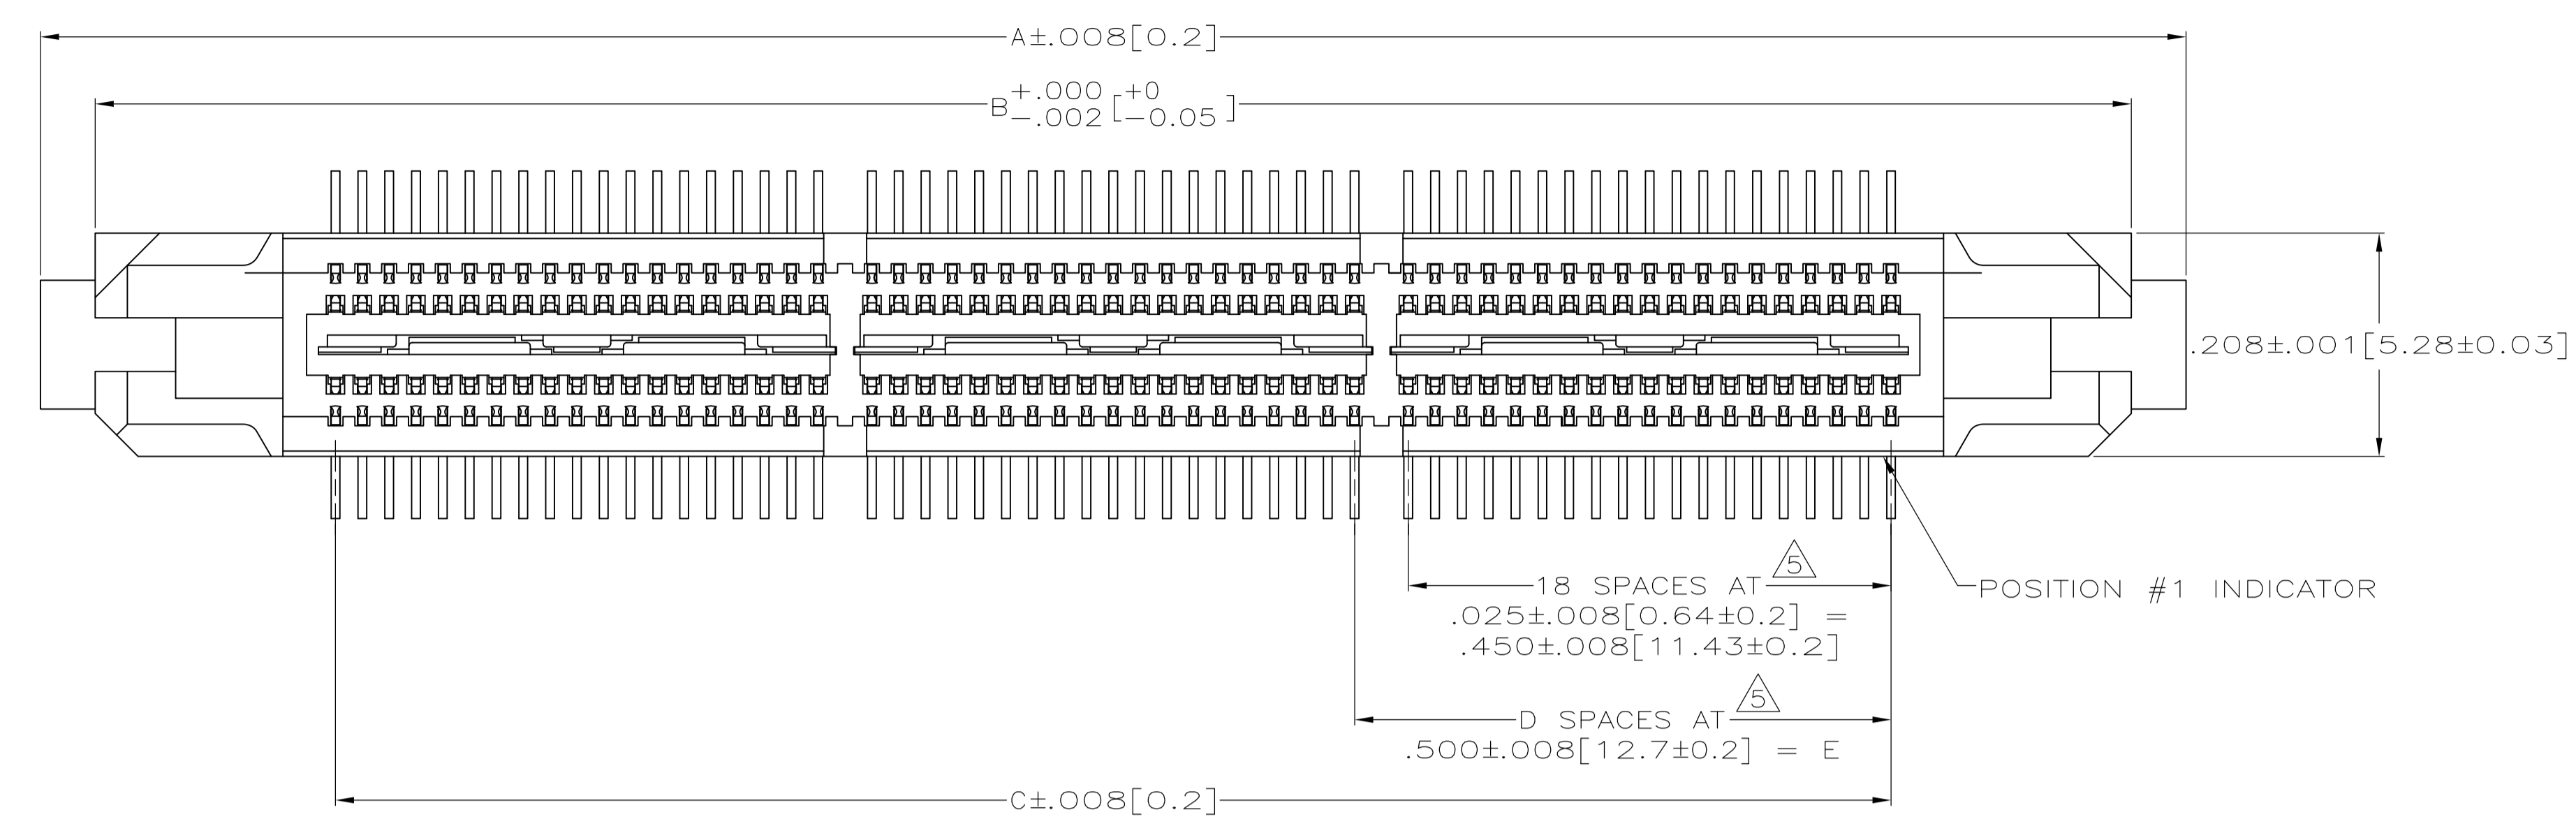 A±.008[0.2]
B+.000 -.002 [+0 -0.05]
.208±.001[5.28±0.03]
5
18 SPACES AT
.025±.008[0.64±0.2] =
.450±.008[11.43±0.2]
POSITION #1 INDICATOR
5
D SPACES AT
.500±.008[12.7±0.2] = E
C±.008[0.2]